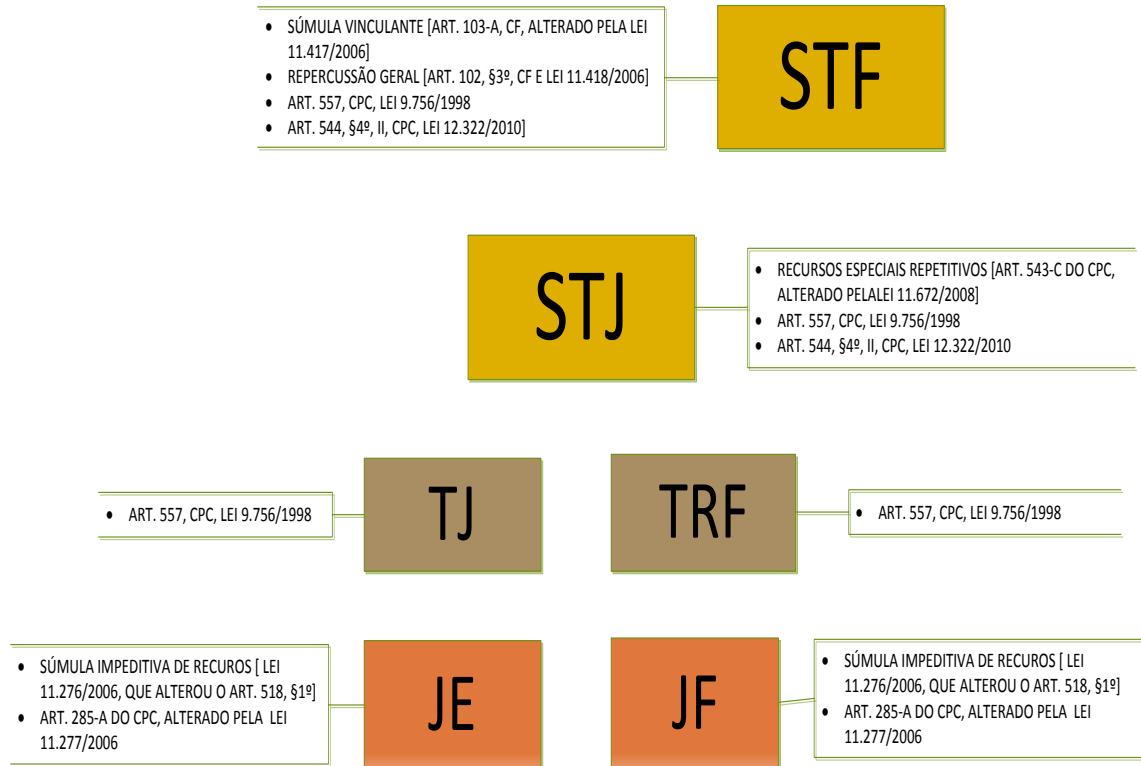 • SÚMULA VINCULANTE [ART. 103-A, CF, ALTERADO PELA LEI
11.417/2006]
• REPERCUSSÃO GERAL [ART. 102, §3º, CF E LEI 11.418/2006]
• ART. 557, CPC, LEI 9.756/1998
• ART. 544, §4º, II, CPC, LEI 12.322/2010]
STF
STJ
• RECURSOS ESPECIAIS REPETITIVOS [ART. 543-C DO CPC,
ALTERADO PELALEI 11.672/2008]
• ART. 557, CPC, LEI 9.756/1998
• ART. 544, §4º, II, CPC, LEI 12.322/2010
• ART. 557, CPC, LEI 9.756/1998
TJ
TRF
• ART. 557, CPC, LEI 9.756/1998
• SÚMULA IMPEDITIVA DE RECUROS [ LEI
11.276/2006, QUE ALTEROU O ART. 518, §1º]
• ART. 285-A DO CPC, ALTERADO PELA LEI
11.277/2006
JE
JF
• SÚMULA IMPEDITIVA DE RECUROS [ LEI
11.276/2006, QUE ALTEROU O ART. 518, §1º]
• ART. 285-A DO CPC, ALTERADO PELA LEI
11.277/2006